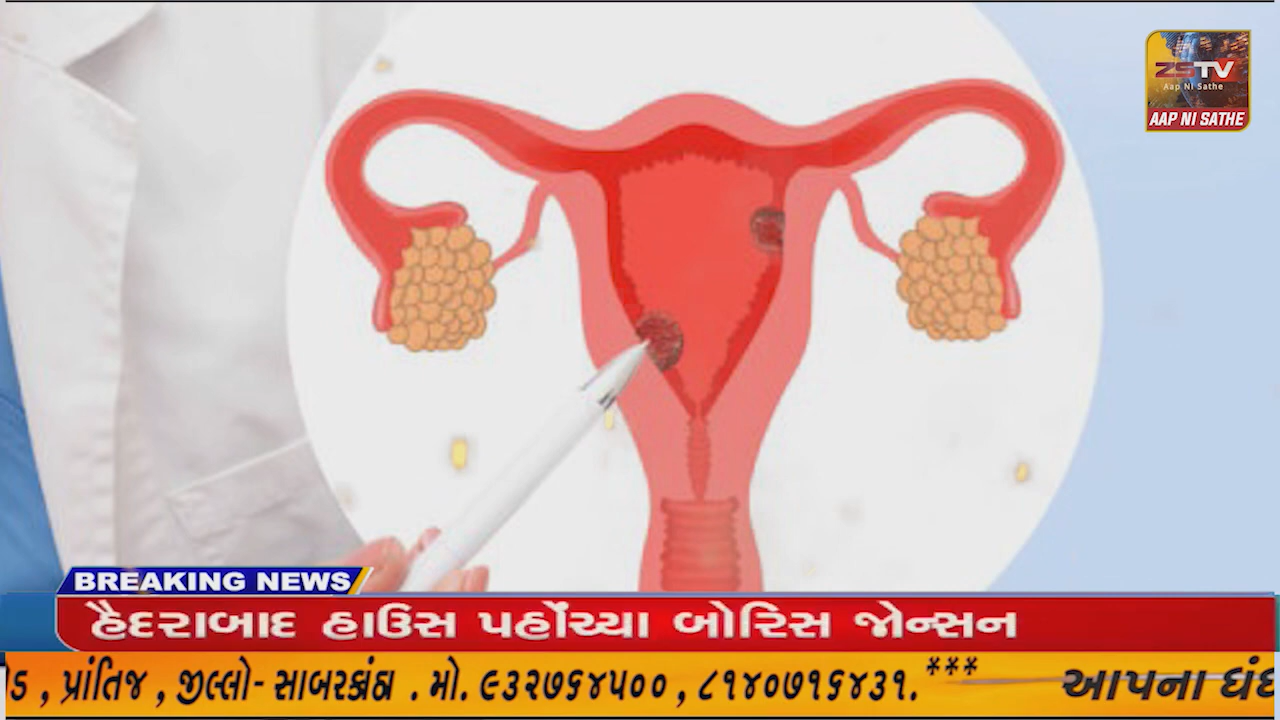 ZSTV
Aap Ni Sathe
AAP NI SATHE
BREAKING NEWS
હૈદરાબાદ હાઉસ પહોંચ્યા બોરિસ જોન્સન
, પ્રાંતિજ , જીલ્લો- સાબરકાંઠા . મો. ૯૩૨૭૬૪૫૦૦ , ૮૧૪૦૭૧૬૪૩૧.*** આપના